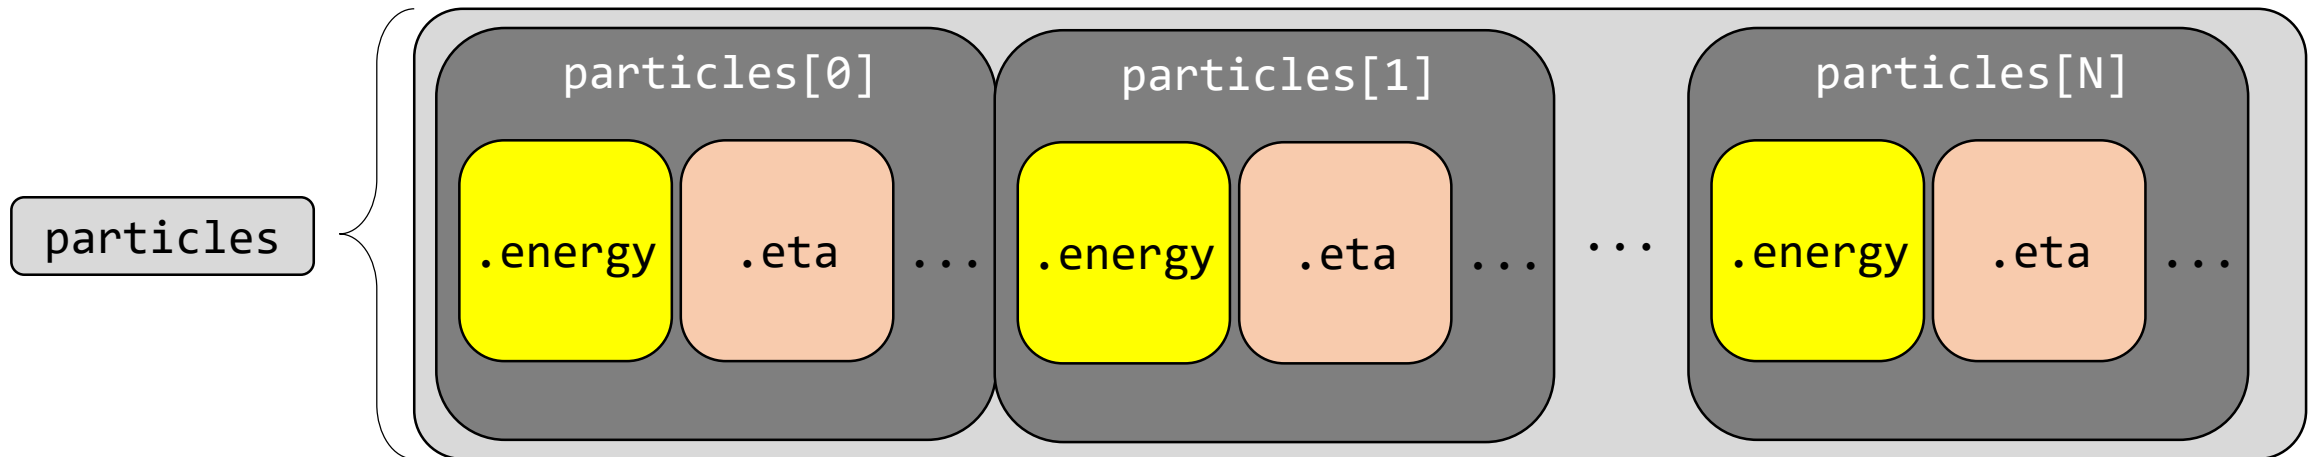 particles[0] particles[1] particles[N]
particles .energy .eta ... .energy .eta ... ... .energy .eta ...